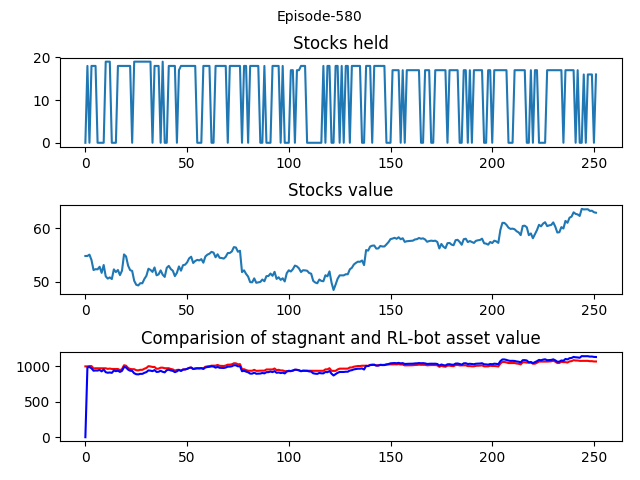 Episode-580
Stocks held
20
10
0
0 50 100 150 200 250
Stocks value
60
50
0 50 100 150 200 250
Comparision of stagnant and RL-bot asset value
1000
500
0
0 50 100 150 200 250